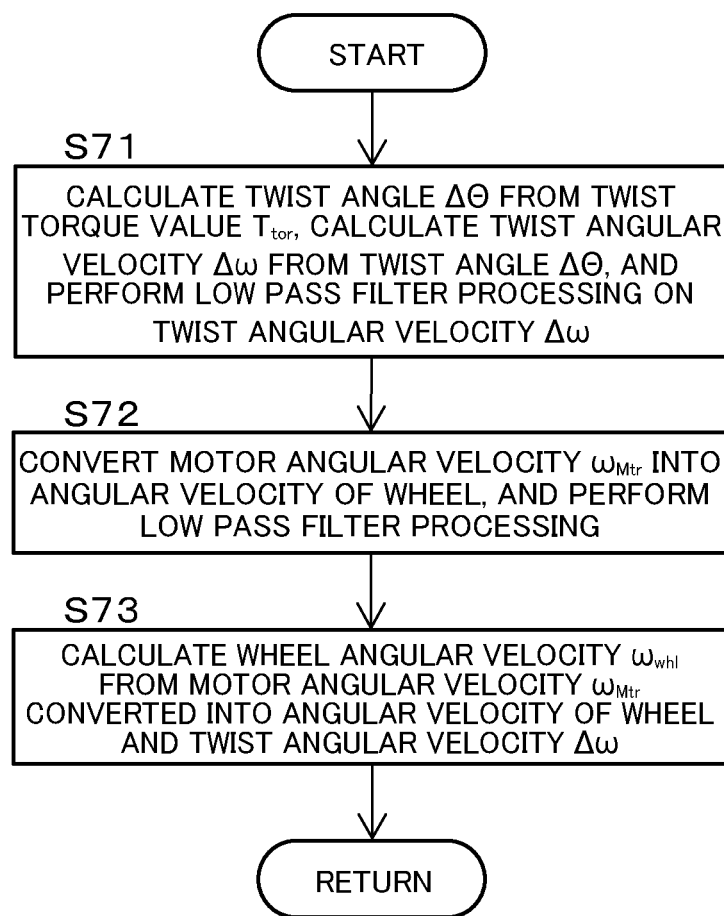 START
S71
CALCULATE TWIST ANGLE ΔΘ FROM TWIST
TORQUE VALUE Ttor, CALCULATE TWIST ANGULAR
VELOCITY Δω FROM TWIST ANGLE ΔΘ, AND
PERFORM LOW PASS FILTER PROCESSING ON
TWIST ANGULAR VELOCITY Δω
S72
CONVERT MOTOR ANGULAR VELOCITY ωMtr INTO
ANGULAR VELOCITY OF WHEEL, AND PERFORM
LOW PASS FILTER PROCESSING
S73
CALCULATE WHEEL ANGULAR VELOCITY ωwhl
FROM MOTOR ANGULAR VELOCITY ωMtr
CONVERTED INTO ANGULAR VELOCITY OF WHEEL
AND TWIST ANGULAR VELOCITY Δω
RETURN